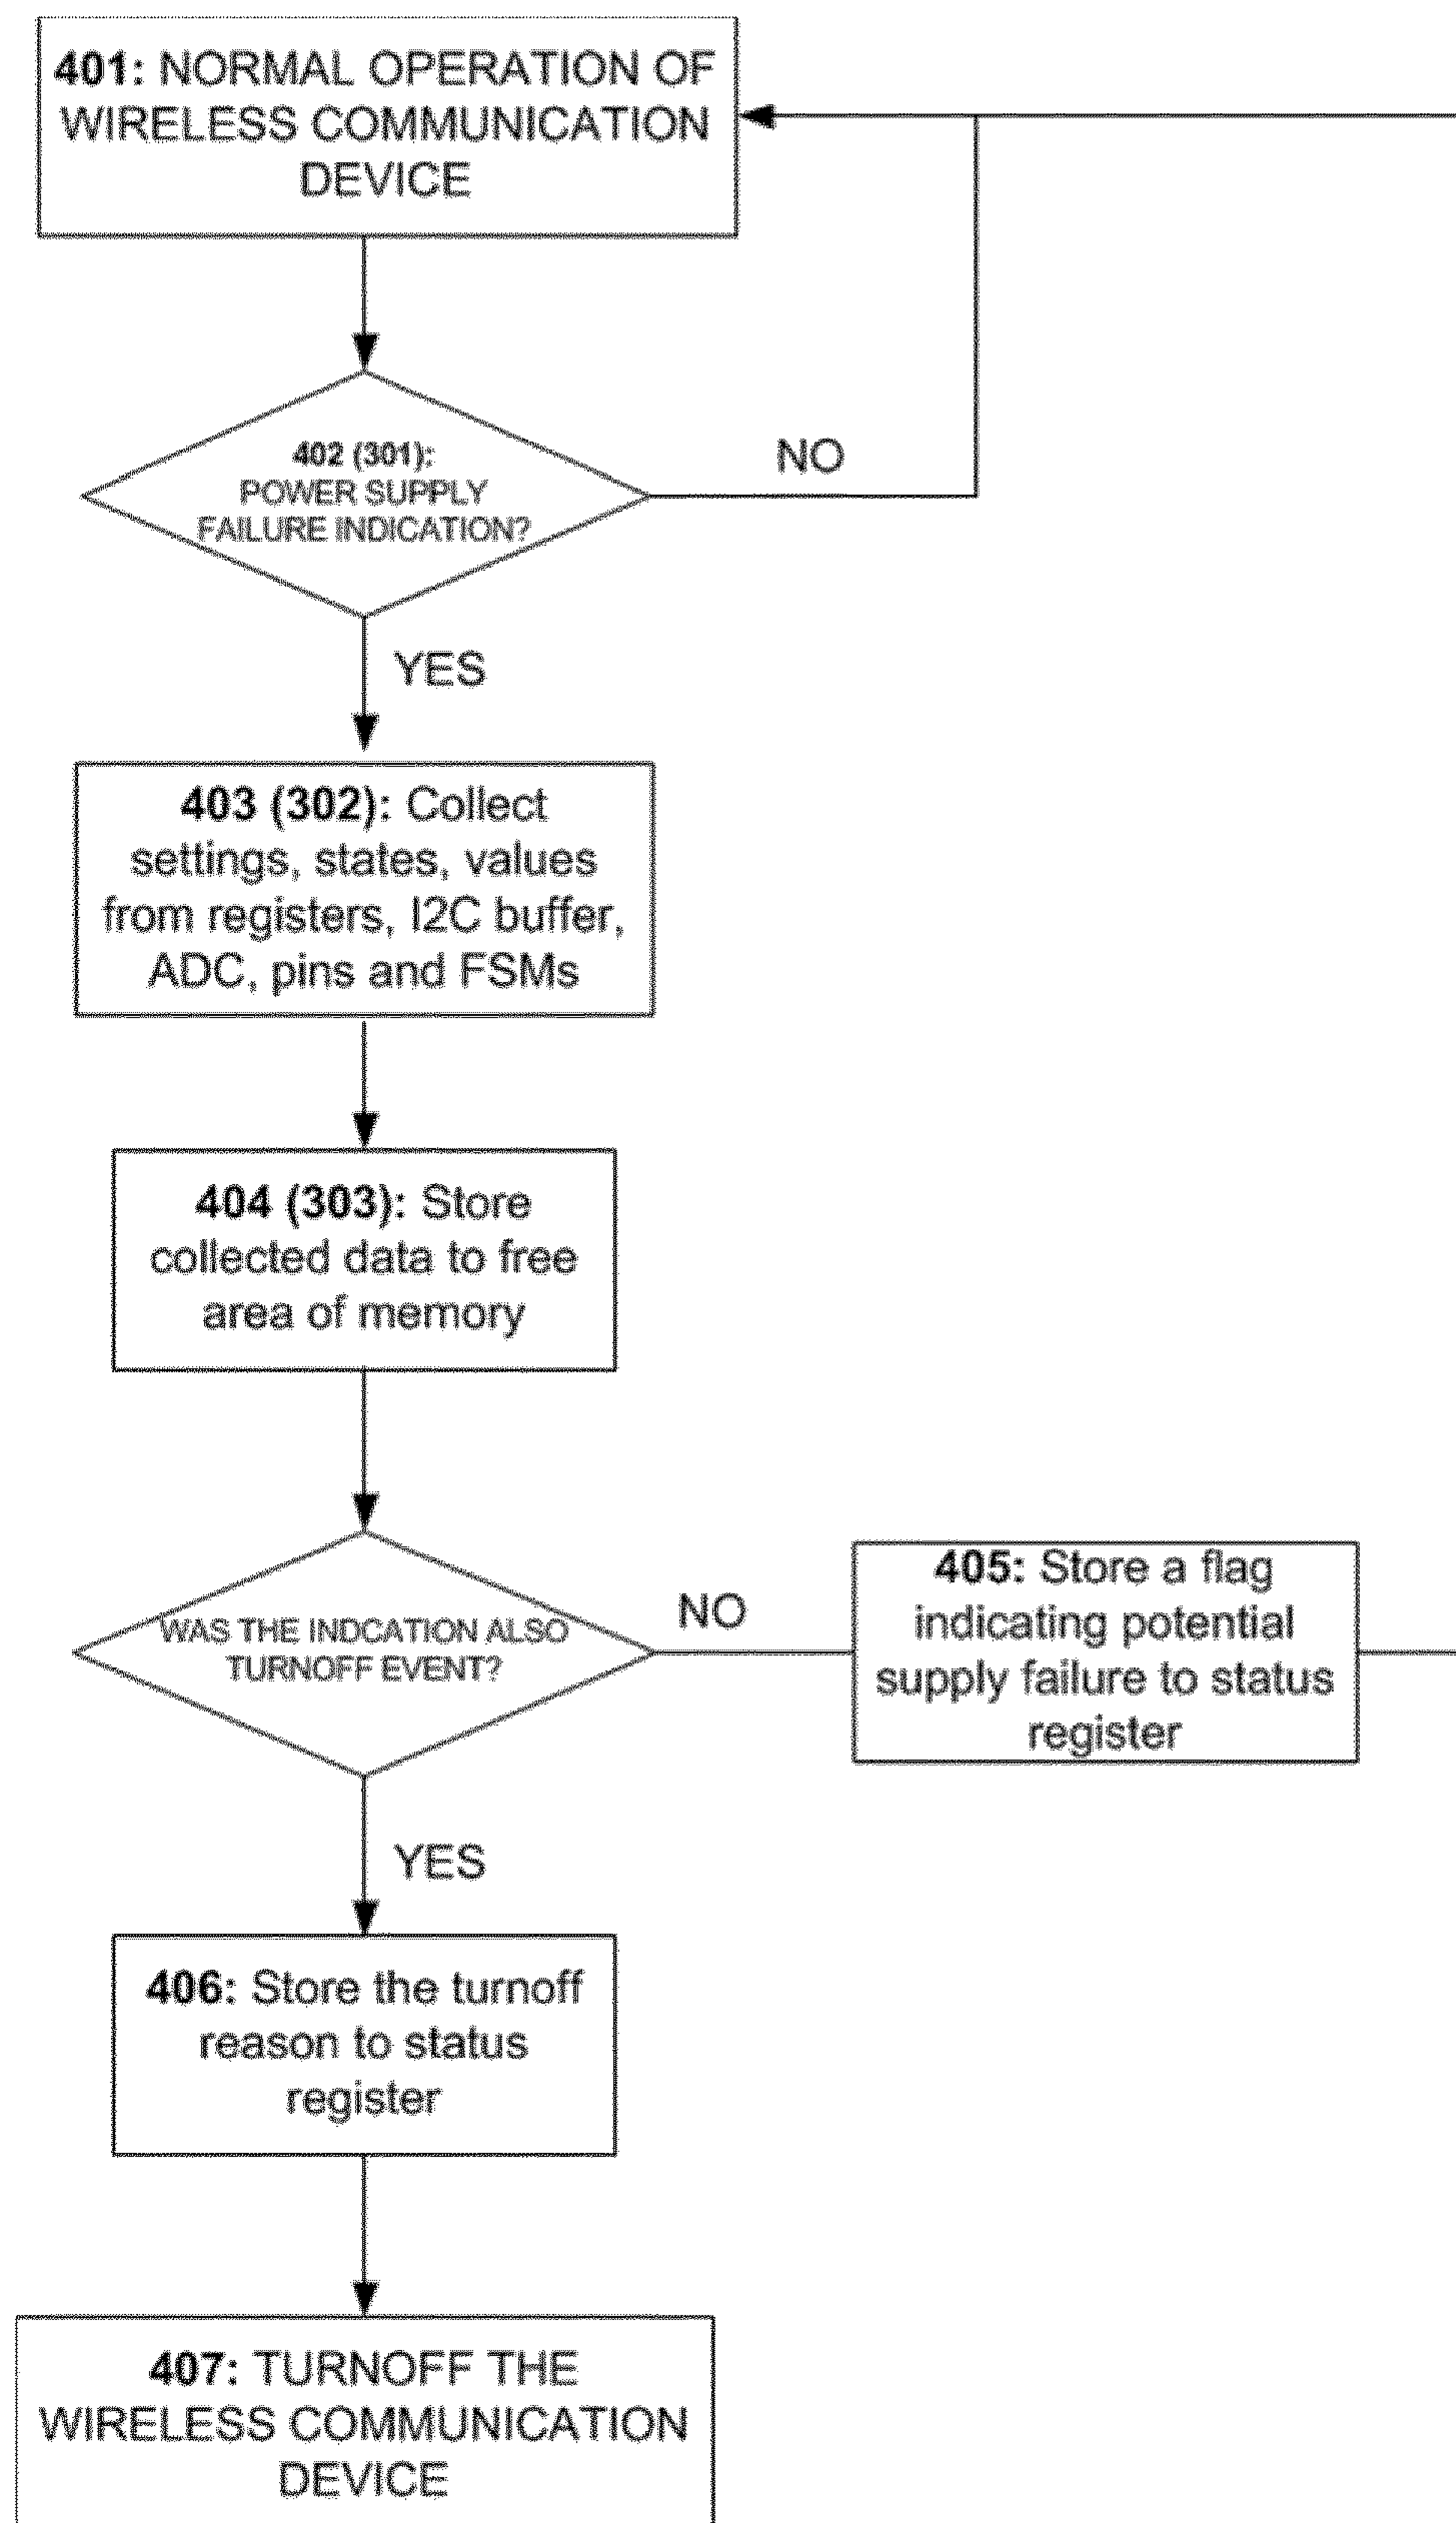 401: NORMAL OPERATION OF
WIRELESS COMMUNICATION
DEVICE
402 (301):
POWER SUPPLY
FAILURE INDICATION?
NO
YES
403 (302): Collect
settings, states, values
from registers, I2C buffer,
ADC, pins and FSMs
404 (303): Store
collected data to free
area of memory
WAS THE INDCATION ALSO
TURNOFF EVENT?
NO
405: Store a flag
indicating potential
supply failure to status
register
YES
406: Store the turnoff
reason to status
register
407: TURNOFF THE
WIRELESS COMMUNICATION
DEVICE